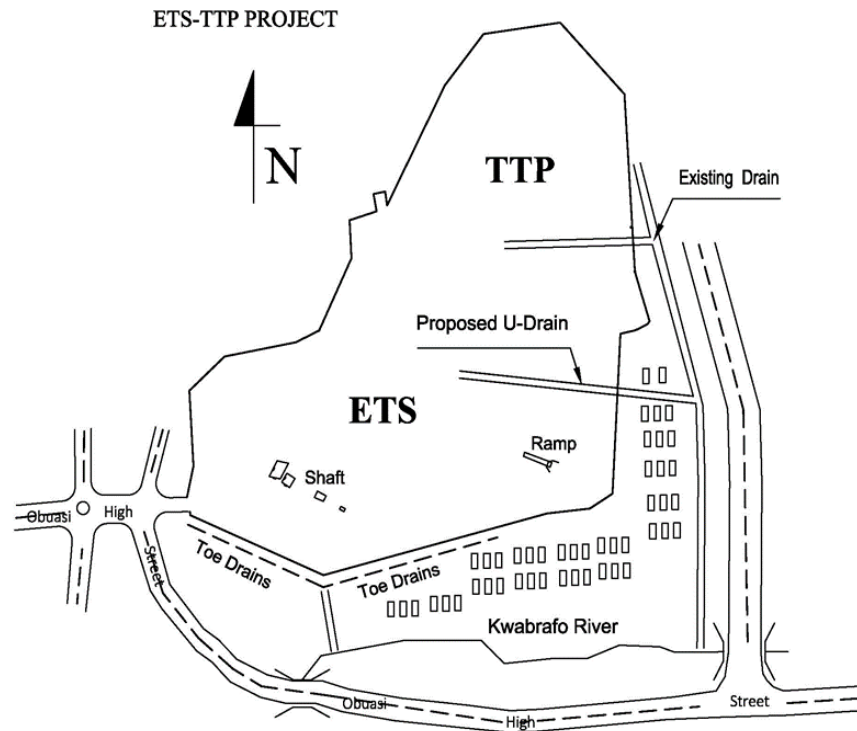 ETS-TTP PROJECT
N
TTP
Existing Drain
Proposed U-Drain
ETS
Ramp
Shaft
Obuasi
High
Street
Toe Drains
Toe Drains
Kwabrafo River
Obuasi
High
Street